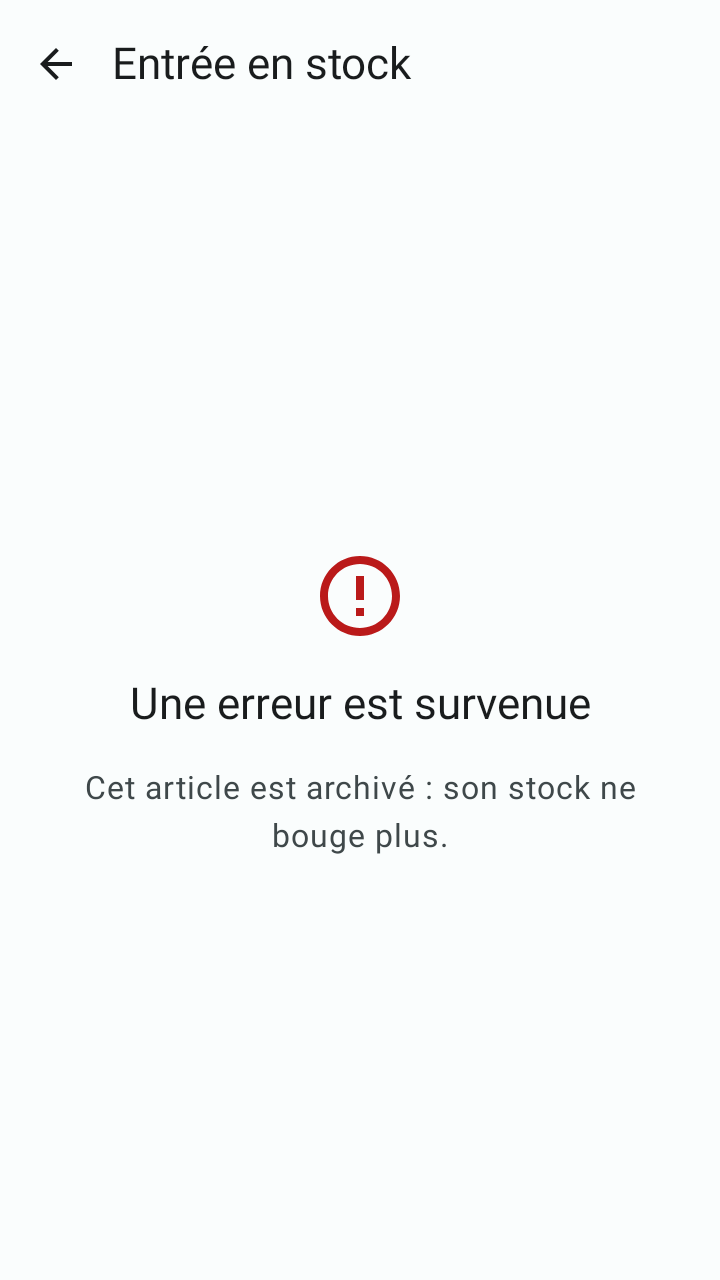 Entrée en stock
Une erreur est survenue
Cet article est archivé : son stock ne
bouge plus.